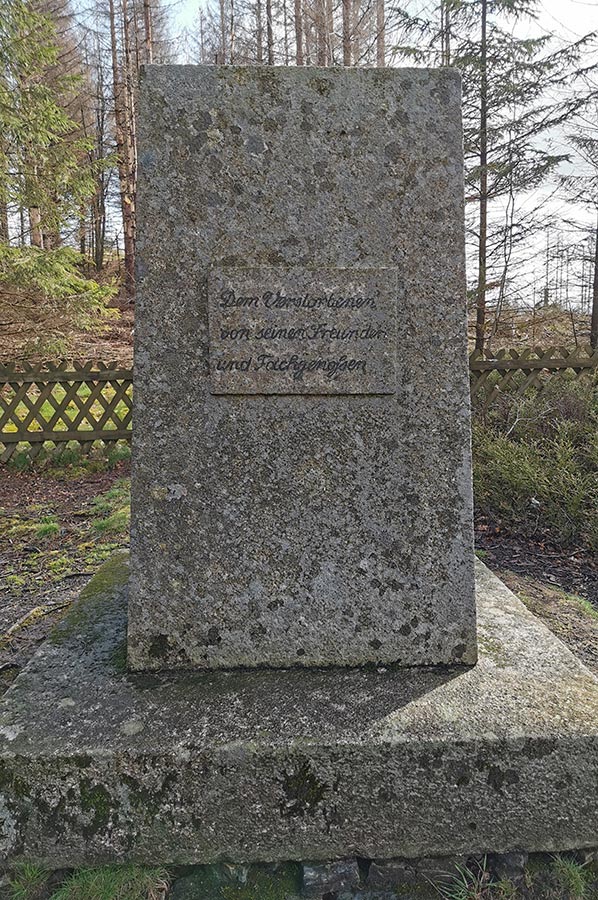 Dem Verstorbenen
von seinen Freunden
und Fachgenoßen